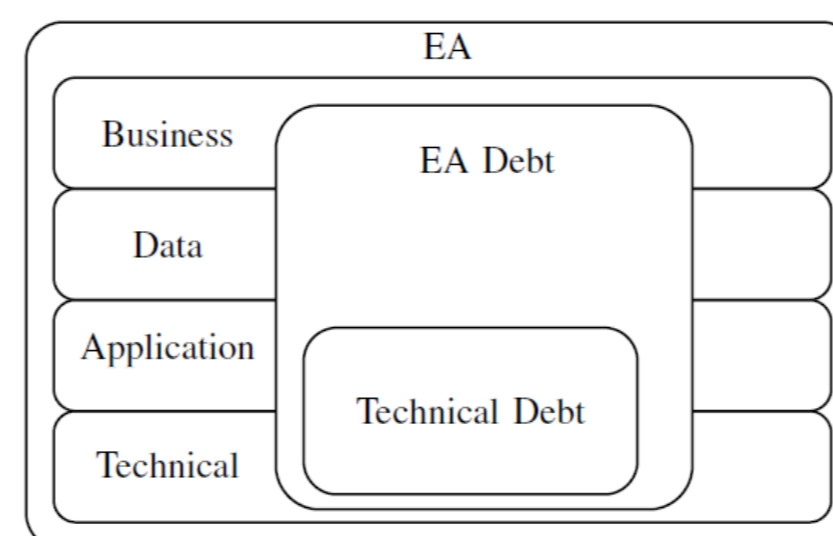 EA
Business
EA Debt
Data
Application
Technical Debt
Technical